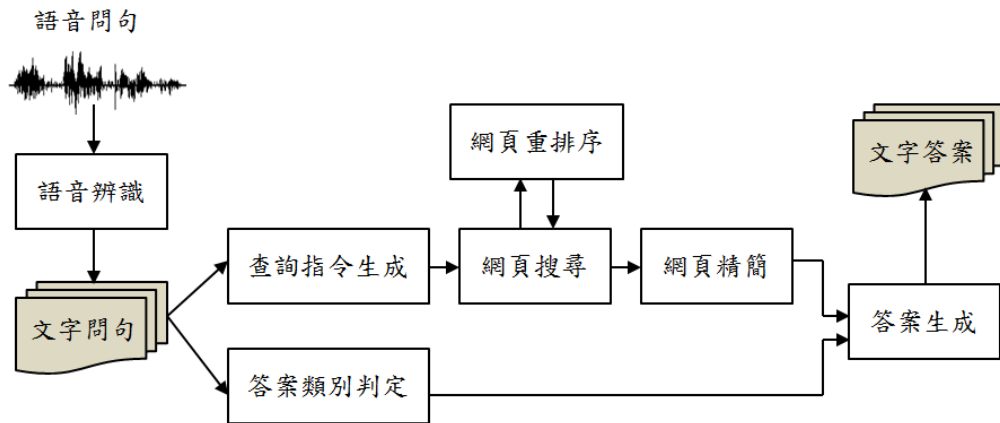 語音問句
語音辨識
文字問句
查詢指令生成
答案類別判定
網頁重排序
網頁搜尋
網頁精簡
答案生成
文字答案